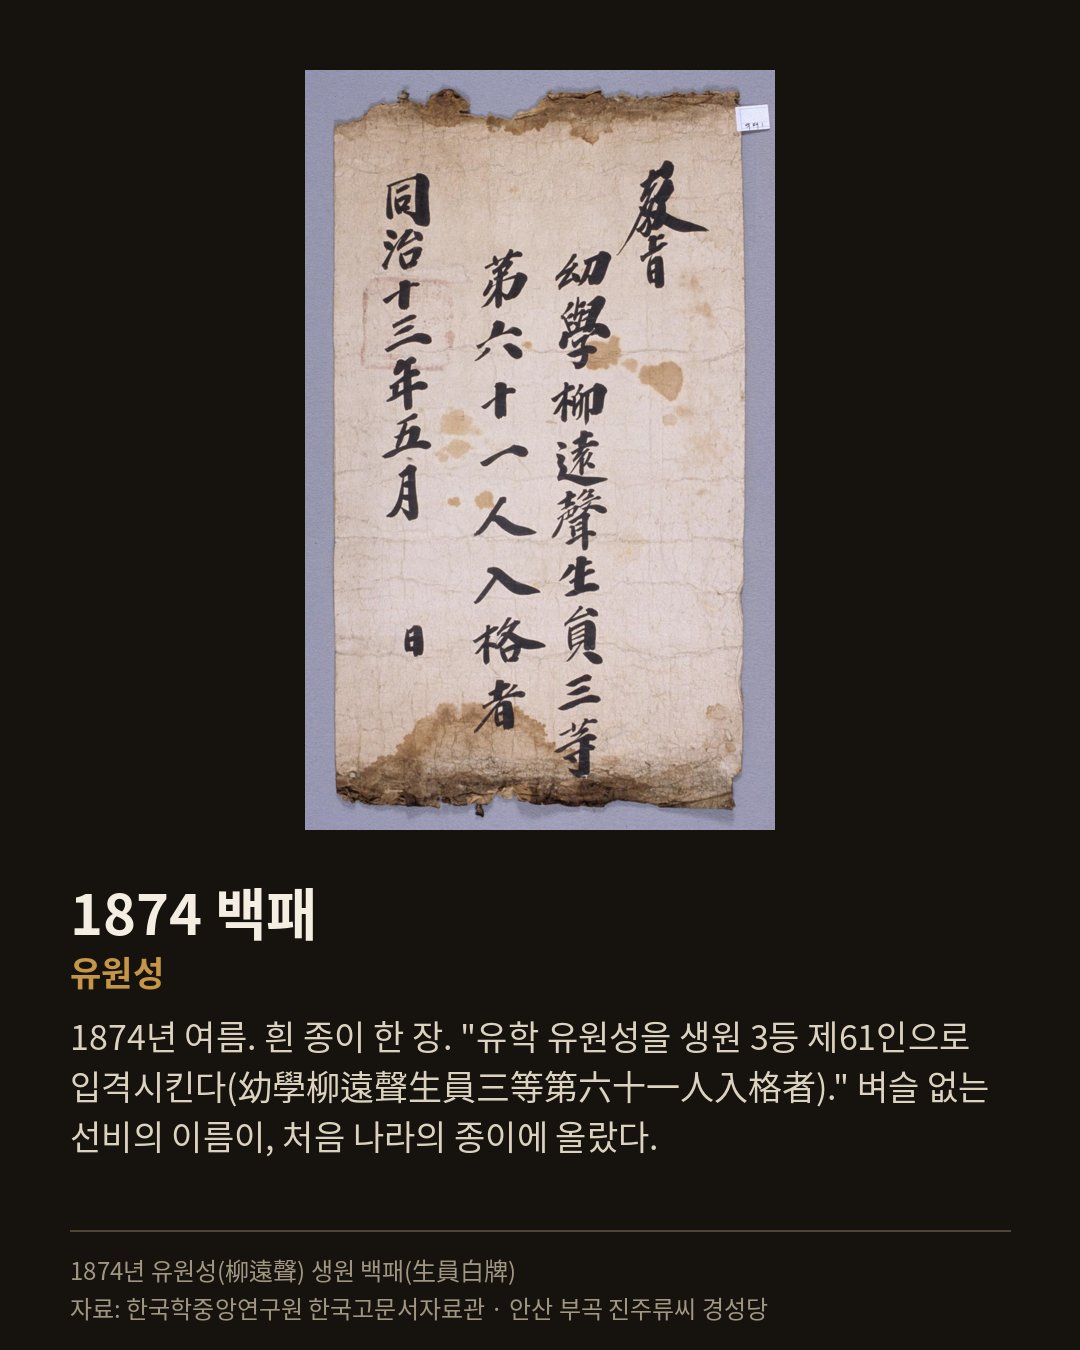 敎旨
幼學柳遠聲生員三等
第六十一人入格者
同治十三年五月 日
1874 백패
유원성
1874년 여름. 흰 종이 한 장. "유학 유원성을 생원 3등 제61인으로
입격시킨다(幼學柳遠聲生員三等第六十一人入格者)." 벼슬 없는
선비의 이름이, 처음 나라의 종이에 올랐다.
1874년 유원성(柳遠聲) 생원 백패(生員白牌)
자료: 한국학중앙연구원 한국고문서자료관 · 안산 부곡 진주류씨 경성당